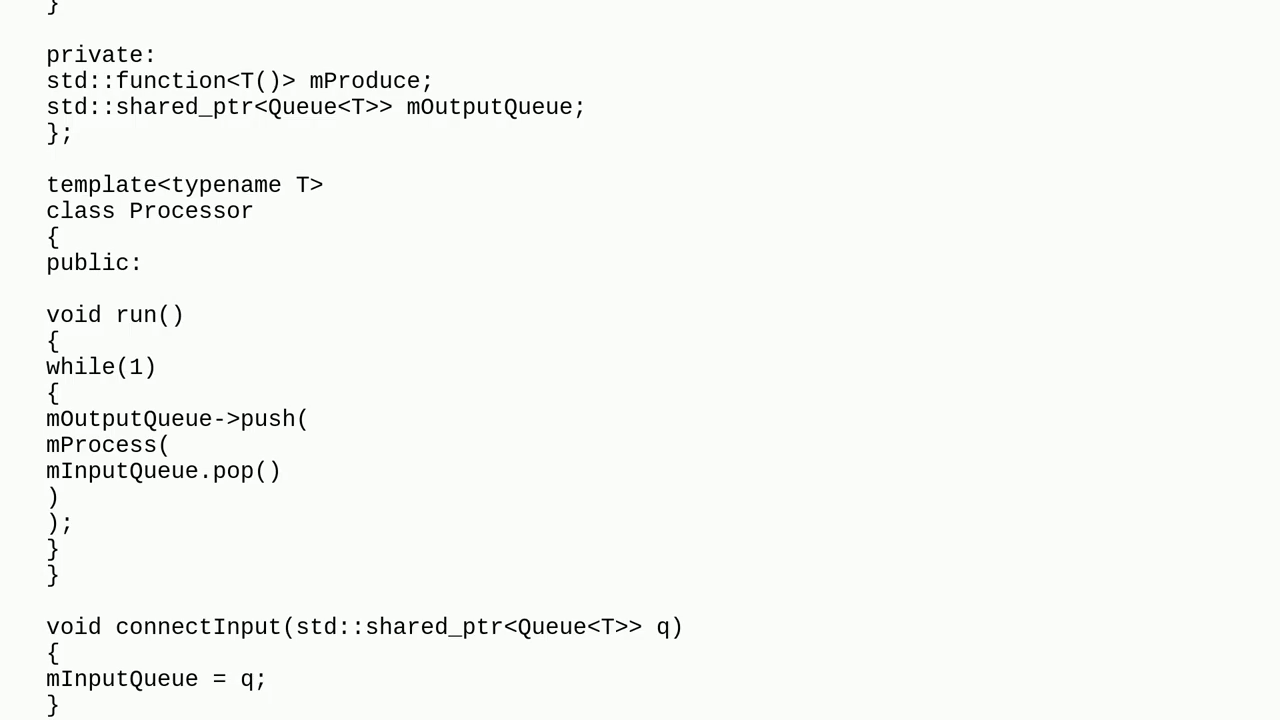 }
private:
std::function<T()> mProduce;
std::shared_ptr<Queue<T>> mOutputQueue;
};
template<typename T>
class Processor
{
public:
void run()
{
while(1)
{
mOutputQueue->push(
mProcess(
mInputQueue.pop()
)
);
}
}
void connectInput(std::shared_ptr<Queue<T>> q)
{
mInputQueue = q;
}